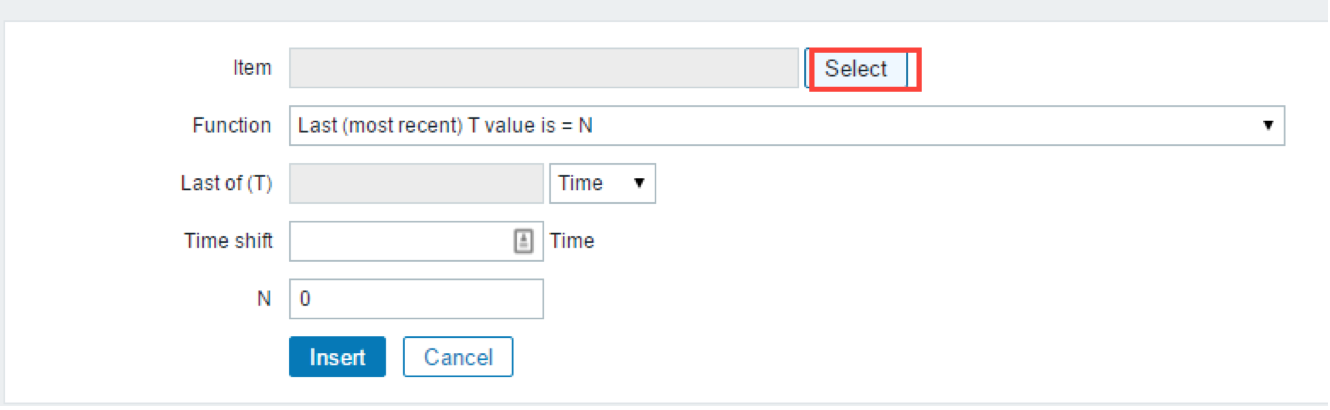 Item Select
Function Last (most recent) T value is = N
Last of (T) Time
Time shift Time
N 0
Insert Cancel